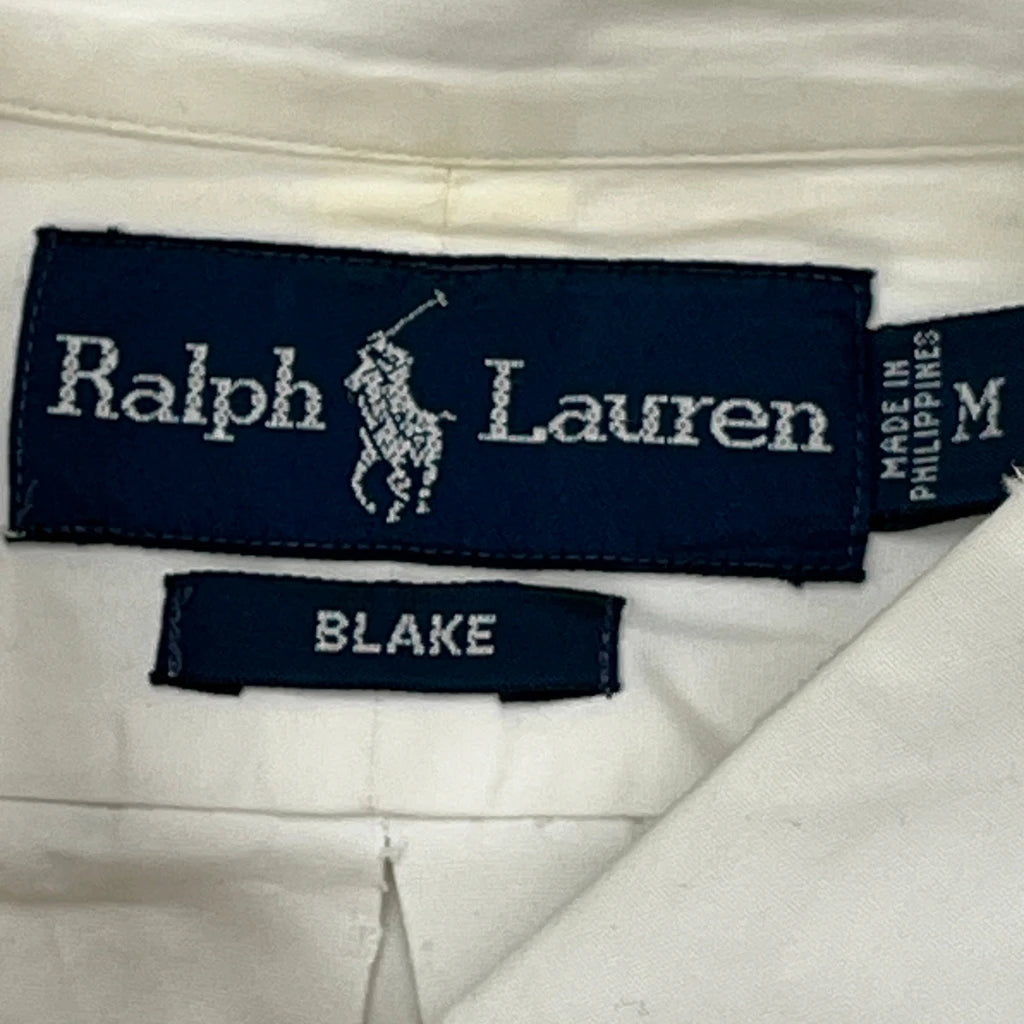 Ralph Lauren
MADE IN
PHILIPPINES
M
BLAKE